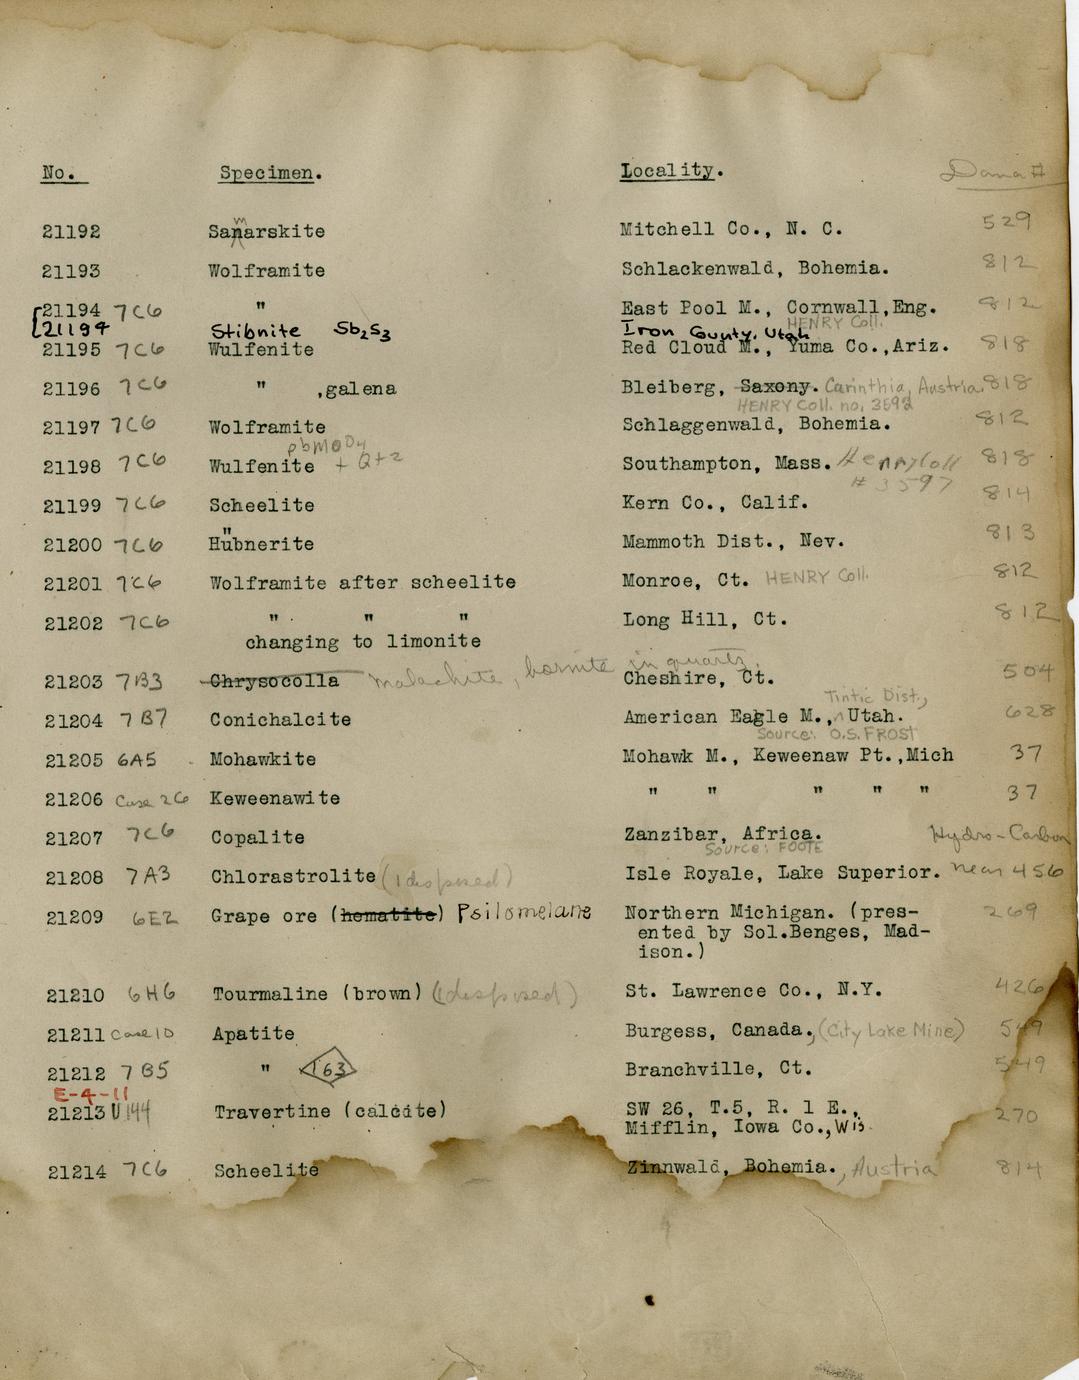 No. Specimen. Locality. Dana #
21192 Sanarskite m Mitchell Co., N. C. 529
21193 Wolframite Schlackenwald, Bohemia. 812
21194 7C6 " East Pool M., Cornwall, Eng. 812
HENRY Coll.
21194 Stibnite Sb2S3 Iron County, Utah
21195 7C6 Wulfenite Red Cloud M., Yuma Co., Ariz. 818
21196 7C6 " ,galena Bleiberg, Saxony. Carinthia, Austria. 818
HENRY Coll. no. 3592
21197 7C6 Wolframite Schlaggenwald, Bohemia. 812
PbMoO4
21198 7C6 Wulfenite + Qtz Southampton, Mass. Henry Coll 818
# 3597
21199 7C6 Scheelite Kern Co., Calif. 814
21200 7C6 Hübnerite Mammoth Dist., Nev. 813
21201 7C6 Wolframite after scheelite Monroe, Ct. HENRY Coll. 812
21202 7C6 " " " Long Hill, Ct. 812
changing to limonite
21203 7B3 Chrysocolla malachite, bornite in quartz. Cheshire, Ct. 504
Tintic Dist.,
21204 7B7 Conichalcite American Eagle M., Utah. 628
Source: O.S. FROST
21205 6A5 Mohawkite Mohawk M., Keweenaw Pt., Mich 37
21206 Case 26 Keweenawite " " " " " 37
21207 7C6 Copalite Zanzibar, Africa. Hydro-Carbon
Source: FOOTE
21208 7A3 Chlorastrolite (1 disposed) Isle Royale, Lake Superior. near 456
21209 6E2 Grape ore (hematite) Psilomelane Northern Michigan. (pres- 269
ented by Sol.Benges, Mad-
ison.)
21210 6H6 Tourmaline (brown) (1 disposed) St. Lawrence Co., N.Y. 426
21211 case 10 Apatite Burgess, Canada., (City Lake Mine) 549
21212 7B5 " 163 Branchville, Ct. 549
E-4-11
21213 U144 Travertine (calcite) SW 26, T.5, R. 1 E., 270
Mifflin, Iowa Co., Wis.
21214 7C6 Scheelite Zinnwald, Bohemia., Austria 814